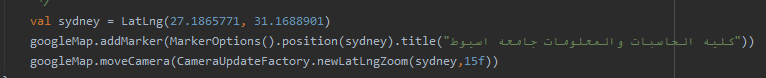 */
val sydney = LatLng(27.1865771, 31.1688901)
googleMap.addMarker(MarkerOptions().position(sydney).title("كلية الحاسبات والمعلومات جامعه اسيوط"))
googleMap.moveCamera(CameraUpdateFactory.newLatLngZoom(sydney,15f))